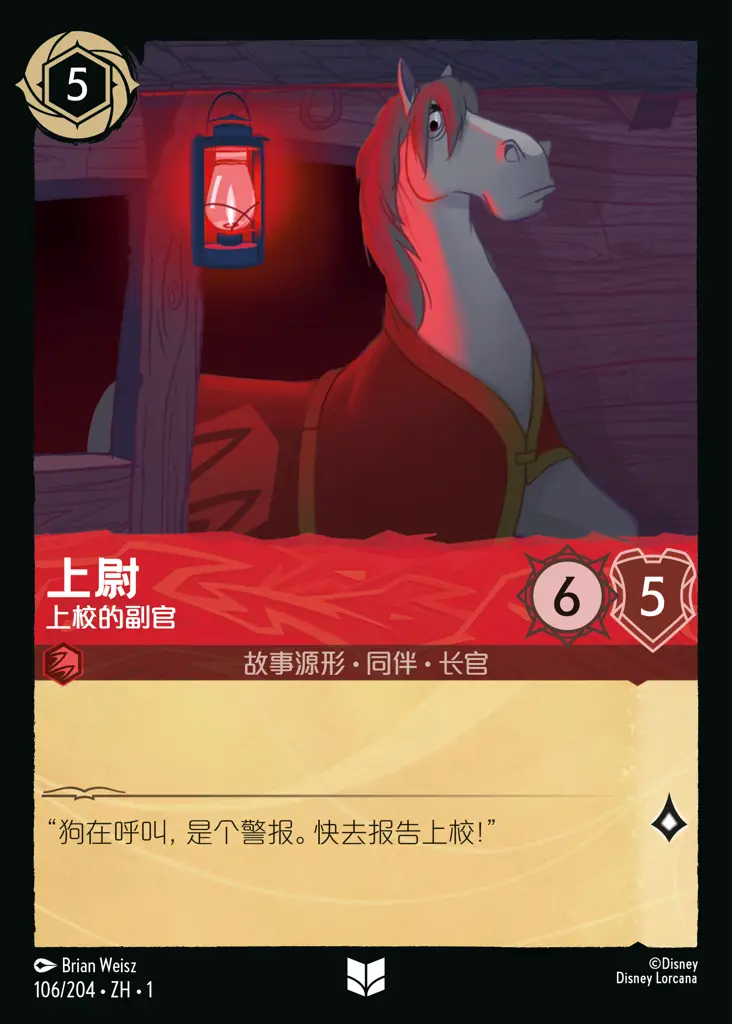 5
上尉
上校的副官
6
5
故事源形 • 同伴 • 长官
“狗在呼叫，是个警报。快去报告上校！”
Brian Weisz
106/204 • ZH • 1
©Disney
Disney Lorcana